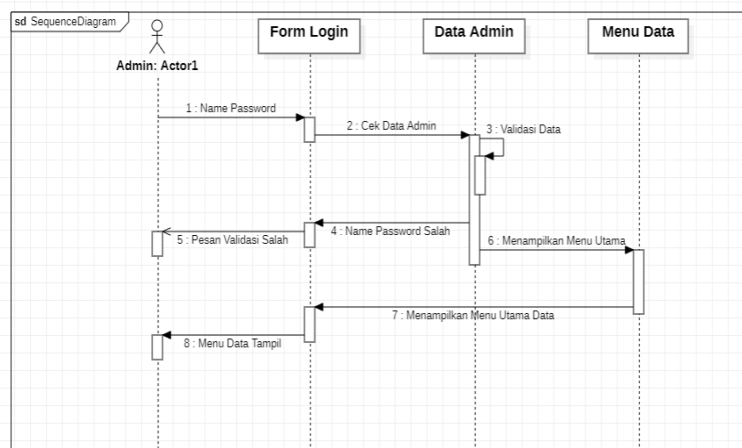 sd SequenceDiagram
Form Login
Data Admin
Menu Data
Admin: Actor1
1 : Name Password
2 : Cek Data Admin
3 : Validasi Data
4 : Name Password Salah
5 : Pesan Validasi Salah
6 : Menampilkan Menu Utama
7 : Menampilkan Menu Utama Data
8 : Menu Data Tampil